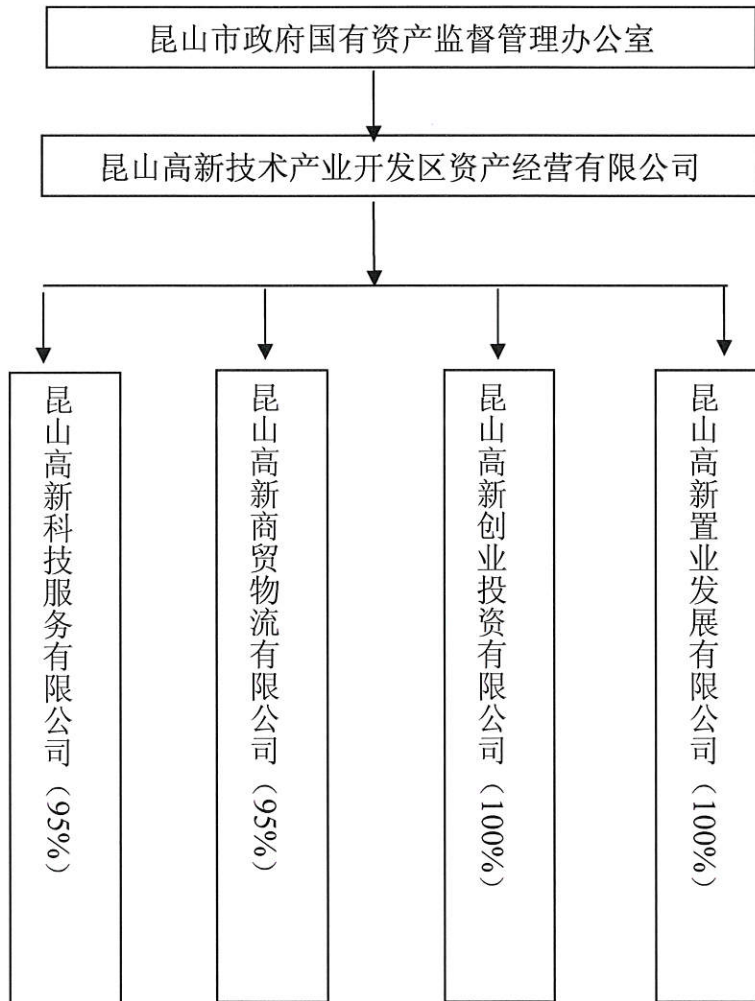 昆山市政府国有资产监督管理办公室
昆山高新技术产业开发区资产经营有限公司
昆山高新科技服务有限公司（95%）
昆山高新商贸物流有限公司（95%）
昆山高新创业投资有限公司（100%）
昆山高新置业发展有限公司（100%）